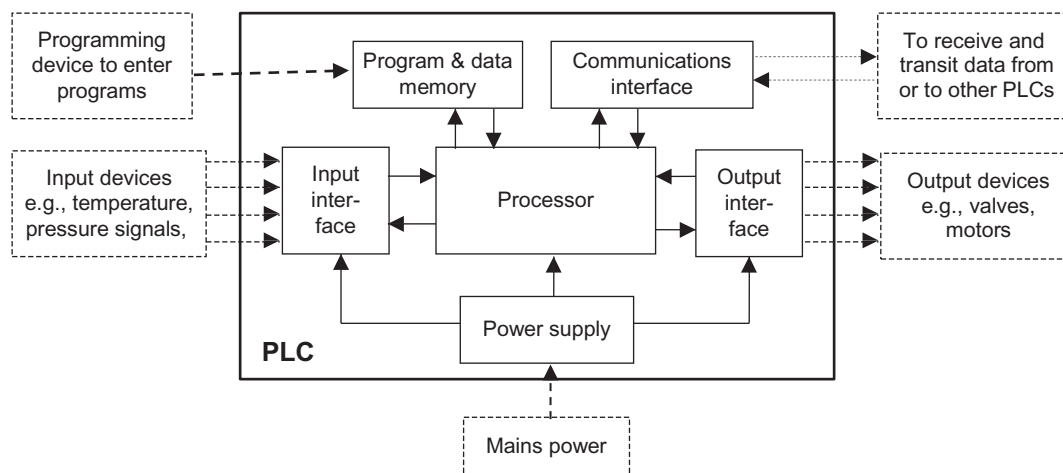 Programming
device to enter
programs
Program & data
memory
Communications
interface
To receive and
transit data from
or to other PLCs
Input devices
e.g., temperature,
pressure signals,
Input
inter-
face
Processor
Output
inter-
face
Output devices
e.g., valves,
motors
Power supply
PLC
Mains power